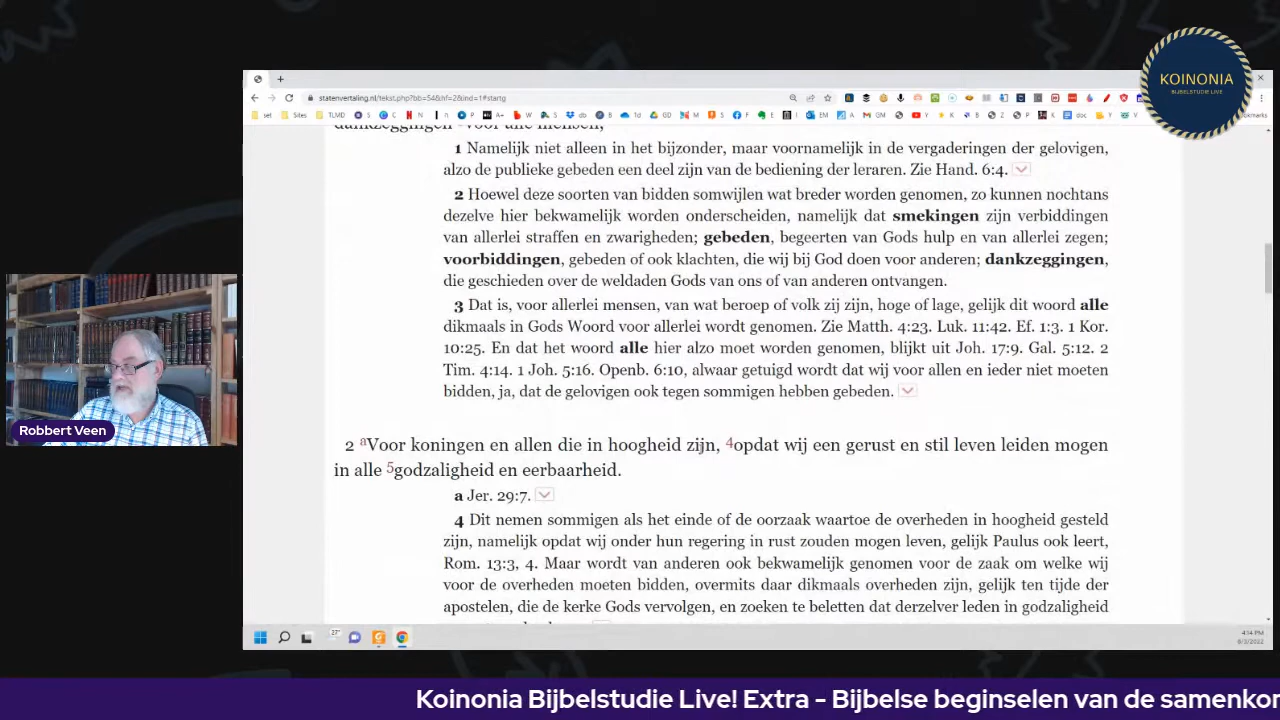 KOINONIA
BIJBELSTUDIE LIVE
statenvertaling.nl/tekst.php?bb=54&hf=2&ind=1#startg
dankzeggingen voor alle mensen,
1 Namelijk niet alleen in het bijzonder, maar voornamelijk in de vergaderingen der gelovigen,
alzo de publieke gebeden een deel zijn van de bediening der leraren. Zie Hand. 6:4.
2 Hoewel deze soorten van bidden somwijlen wat breder worden genomen, zo kunnen nochtans
dezelve hier bekwamelijk worden onderscheiden, namelijk dat smekingen zijn verbiddingen
van allerlei straffen en zwarigheden; gebeden, begeerten van Gods hulp en van allerlei zegen;
voorbiddingen, gebeden of ook klachten, die wij bij God doen voor anderen; dankzeggingen,
die geschieden over de weldaden Gods van ons of van anderen ontvangen.
3 Dat is, voor allerlei mensen, van wat beroep of volk zij zijn, hoge of lage, gelijk dit woord alle
dikmaals in Gods Woord voor allerlei wordt genomen. Zie Matth. 4:23. Luk. 11:42. Ef. 1:3. 1 Kor.
10:25. En dat het woord alle hier alzo moet worden genomen, blijkt uit Joh. 17:9. Gal. 5:12. 2
Tim. 4:14. 1 Joh. 5:16. Openb. 6:10, alwaar getuigd wordt dat wij voor allen en ieder niet moeten
bidden, ja, dat de gelovigen ook tegen sommigen hebben gebeden.
2 aVoor koningen en allen die in hoogheid zijn, 4opdat wij een gerust en stil leven leiden mogen
in alle 5godzaligheid en eerbaarheid.
a Jer. 29:7.
4 Dit nemen sommigen als het einde of de oorzaak waartoe de overheden in hoogheid gesteld
zijn, namelijk opdat wij onder hun regering in rust zouden mogen leven, gelijk Paulus ook leert,
Rom. 13:3, 4. Maar wordt van anderen ook bekwamelijk genomen voor de zaak om welke wij
voor de overheden moeten bidden, overmits daar dikmaals overheden zijn, gelijk ten tijde der
apostelen, die de kerke Gods vervolgen, en zoeken te beletten dat derzelver leden in godzaligheid
Robbert Veen
27°
4:14 PM
6/3/2022
Koinonia Bijbelstudie Live! Extra - Bijbelse beginselen van de samenkon